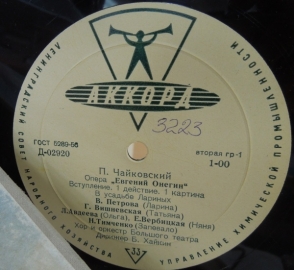 ЛЕНИНГРАДСКИЙ СОВЕТ НАРОДНОГО ХОЗЯЙСТВА
УПРАВЛЕНИЕ ХИМИЧЕСКОЙ ПРОМЫШЛЕННОСТИ
АККОРД
3223
ГОСТ 5289-56
Д-02920
вторая гр-1
1-00
П. Чайковский
Опера „Евгений Онегин"
Вступление, 1 действие, 1 картина
В усадьбе Лариных
В. Петрова (Ларина)
Г. Вишневская (Татьяна)
(Ольга), Е. Вербицкая (Няня)
И. Тимченко (Запевало)
Хор и оркестр Большого театра
Дирижер Б. Хайкин
33